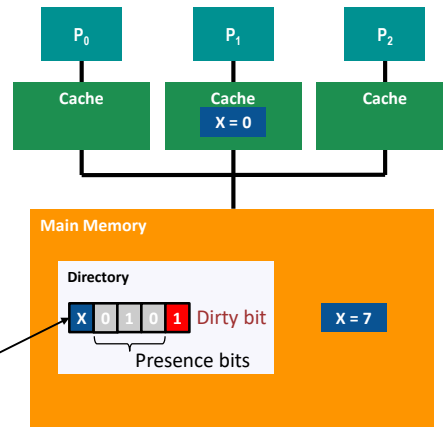 P0 P1 P2
Cache Cache Cache
X = 0
Main Memory
Directory
X 0 1 0 1 Dirty bit X = 7
Presence bits